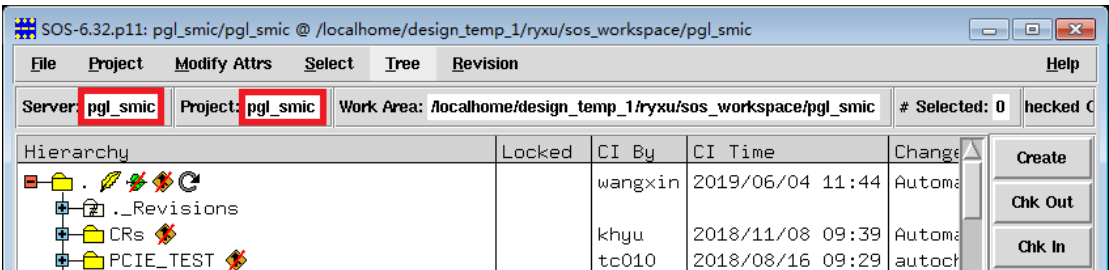 SOS-6.32.p11: pgl_smic/pgl_smic @ /localhome/design_temp_1/ryxu/sos_workspace/pgl_smic
File Project Modify Attrs Select Tree Revision Help
Server: pgl_smic Project: pgl_smic Work Area: /localhome/design_temp_1/ryxu/sos_workspace/pgl_smic # Selected: 0 hecked C
Hierarchy Locked CI By CI Time Change Create
. wangxin 2019/06/04 11:44 Automa
._Revisions Chk Out
CRs khyu 2018/11/08 09:39 Automa
PCIE_TEST tc010 2018/08/16 09:29 autoch Chk In